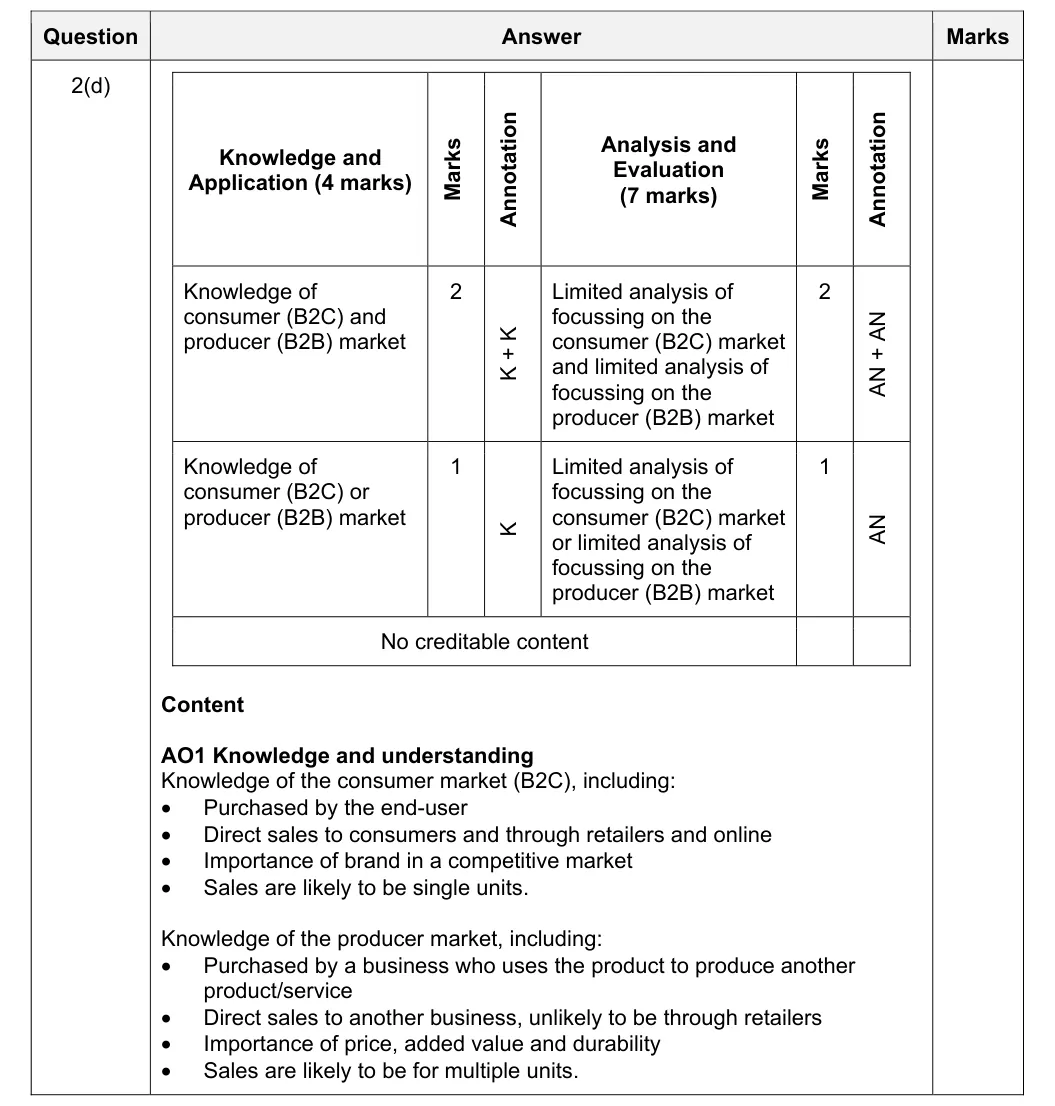 Question Answer Marks
2(d)
Knowledge and
Application (4 marks)
Marks
Annotation
Analysis and
Evaluation
(7 marks)
Marks
Annotation
Knowledge of
consumer (B2C) and
producer (B2B) market
2
K + K
Limited analysis of
focussing on the
consumer (B2C) market
and limited analysis of
focussing on the
producer (B2B) market
2
AN + AN
Knowledge of
consumer (B2C) or
producer (B2B) market
1
K
Limited analysis of
focussing on the
consumer (B2C) market
or limited analysis of
focussing on the
producer (B2B) market
1
AN
No creditable content
Content
AO1 Knowledge and understanding
Knowledge of the consumer market (B2C), including:
• Purchased by the end-user
• Direct sales to consumers and through retailers and online
• Importance of brand in a competitive market
• Sales are likely to be single units.
Knowledge of the producer market, including:
• Purchased by a business who uses the product to produce another
product/service
• Direct sales to another business, unlikely to be through retailers
• Importance of price, added value and durability
• Sales are likely to be for multiple units.